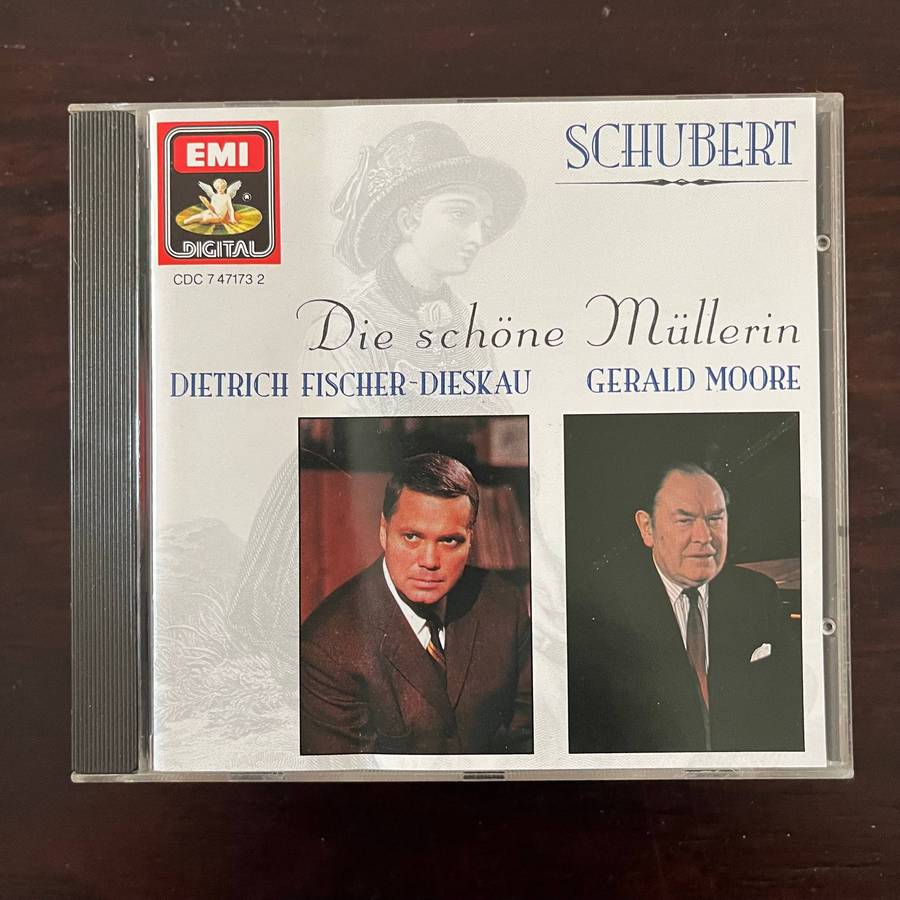 EMI
®
DIGITAL
CDC 7 47173 2
SCHUBERT
Die schöne Müllerin
DIETRICH FISCHER-DIESKAU
GERALD MOORE